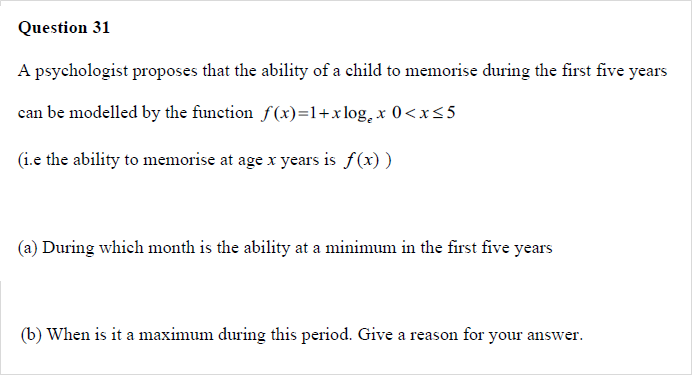 Question 31
A psychologist proposes that the ability of a child to memorise during the first five years
can be modelled by the function f(x)=1+x logₑ x 0<x≤5
(i.e the ability to memorise at age x years is f(x) )
(a) During which month is the ability at a minimum in the first five years
(b) When is it a maximum during this period. Give a reason for your answer.